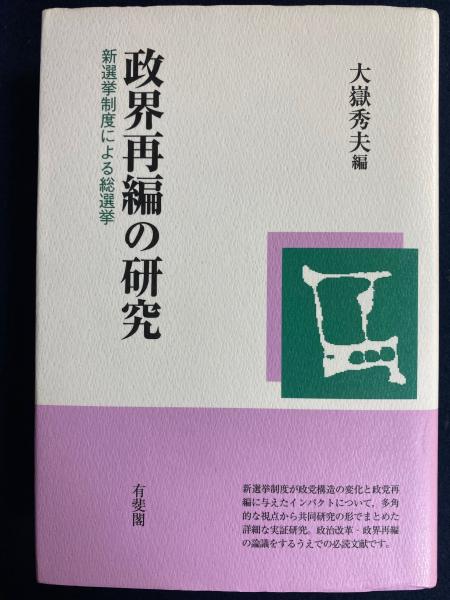 大嶽秀夫編
政界再編の研究
新選挙制度による総選挙
有斐閣
新選挙制度が政党構造の変化と政党再
編に与えたインパクトについて，多角
的な視点から共同研究の形でまとめた
詳細な実証研究。政治改革‐政界再編
の論議をするうえでの必読文献です。